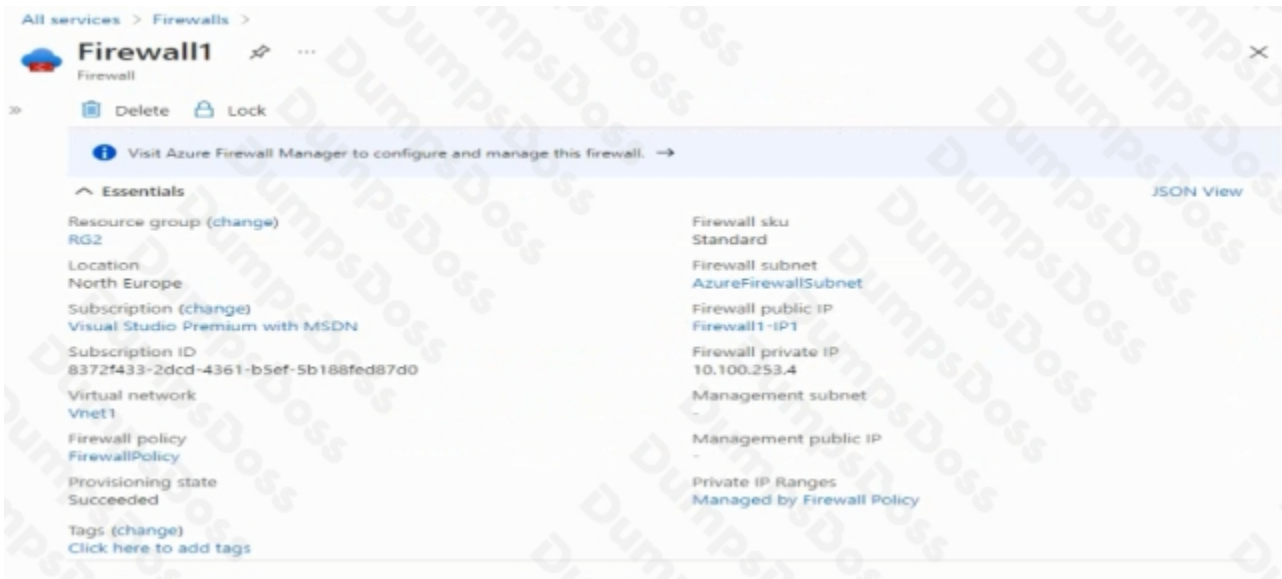 All services > Firewalls >
Firewall1
Firewall
Delete Lock
Visit Azure Firewall Manager to configure and manage this firewall. →
Essentials
JSON View
Resource group (change)
RG2
Location
North Europe
Subscription (change)
Visual Studio Premium with MSDN
Subscription ID
8372f433-2dcd-4361-b5ef-5b188fed87d0
Virtual network
Vnet1
Firewall policy
FirewallPolicy
Provisioning state
Succeeded
Tags (change)
Click here to add tags
Firewall sku
Standard
Firewall subnet
AzureFirewallSubnet
Firewall public IP
Firewall1-IP1
Firewall private IP
10.100.253.4
Management subnet
-
Management public IP
-
Private IP Ranges
Managed by Firewall Policy
DumpsDoss